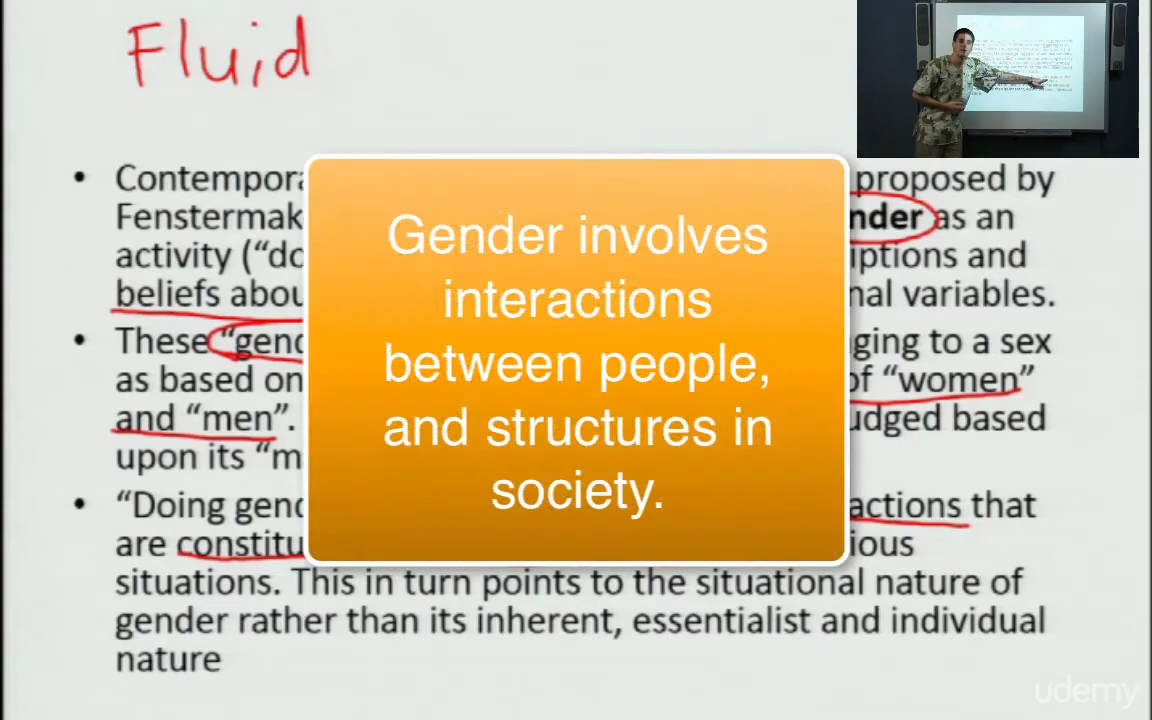 Fluid
• Contempora proposed by
Fenstermak nder as an
activity (“do iptions and
beliefs abou nal variables.
• These “gend ging to a sex
as based on of “women”
and “men”. udged based
upon its “m
• “Doing gend actions that
are constitu ious
situations. This in turn points to the situational nature of
gender rather than its inherent, essentialist and individual
nature
Gender involves
interactions
between people,
and structures in
society.
udemy